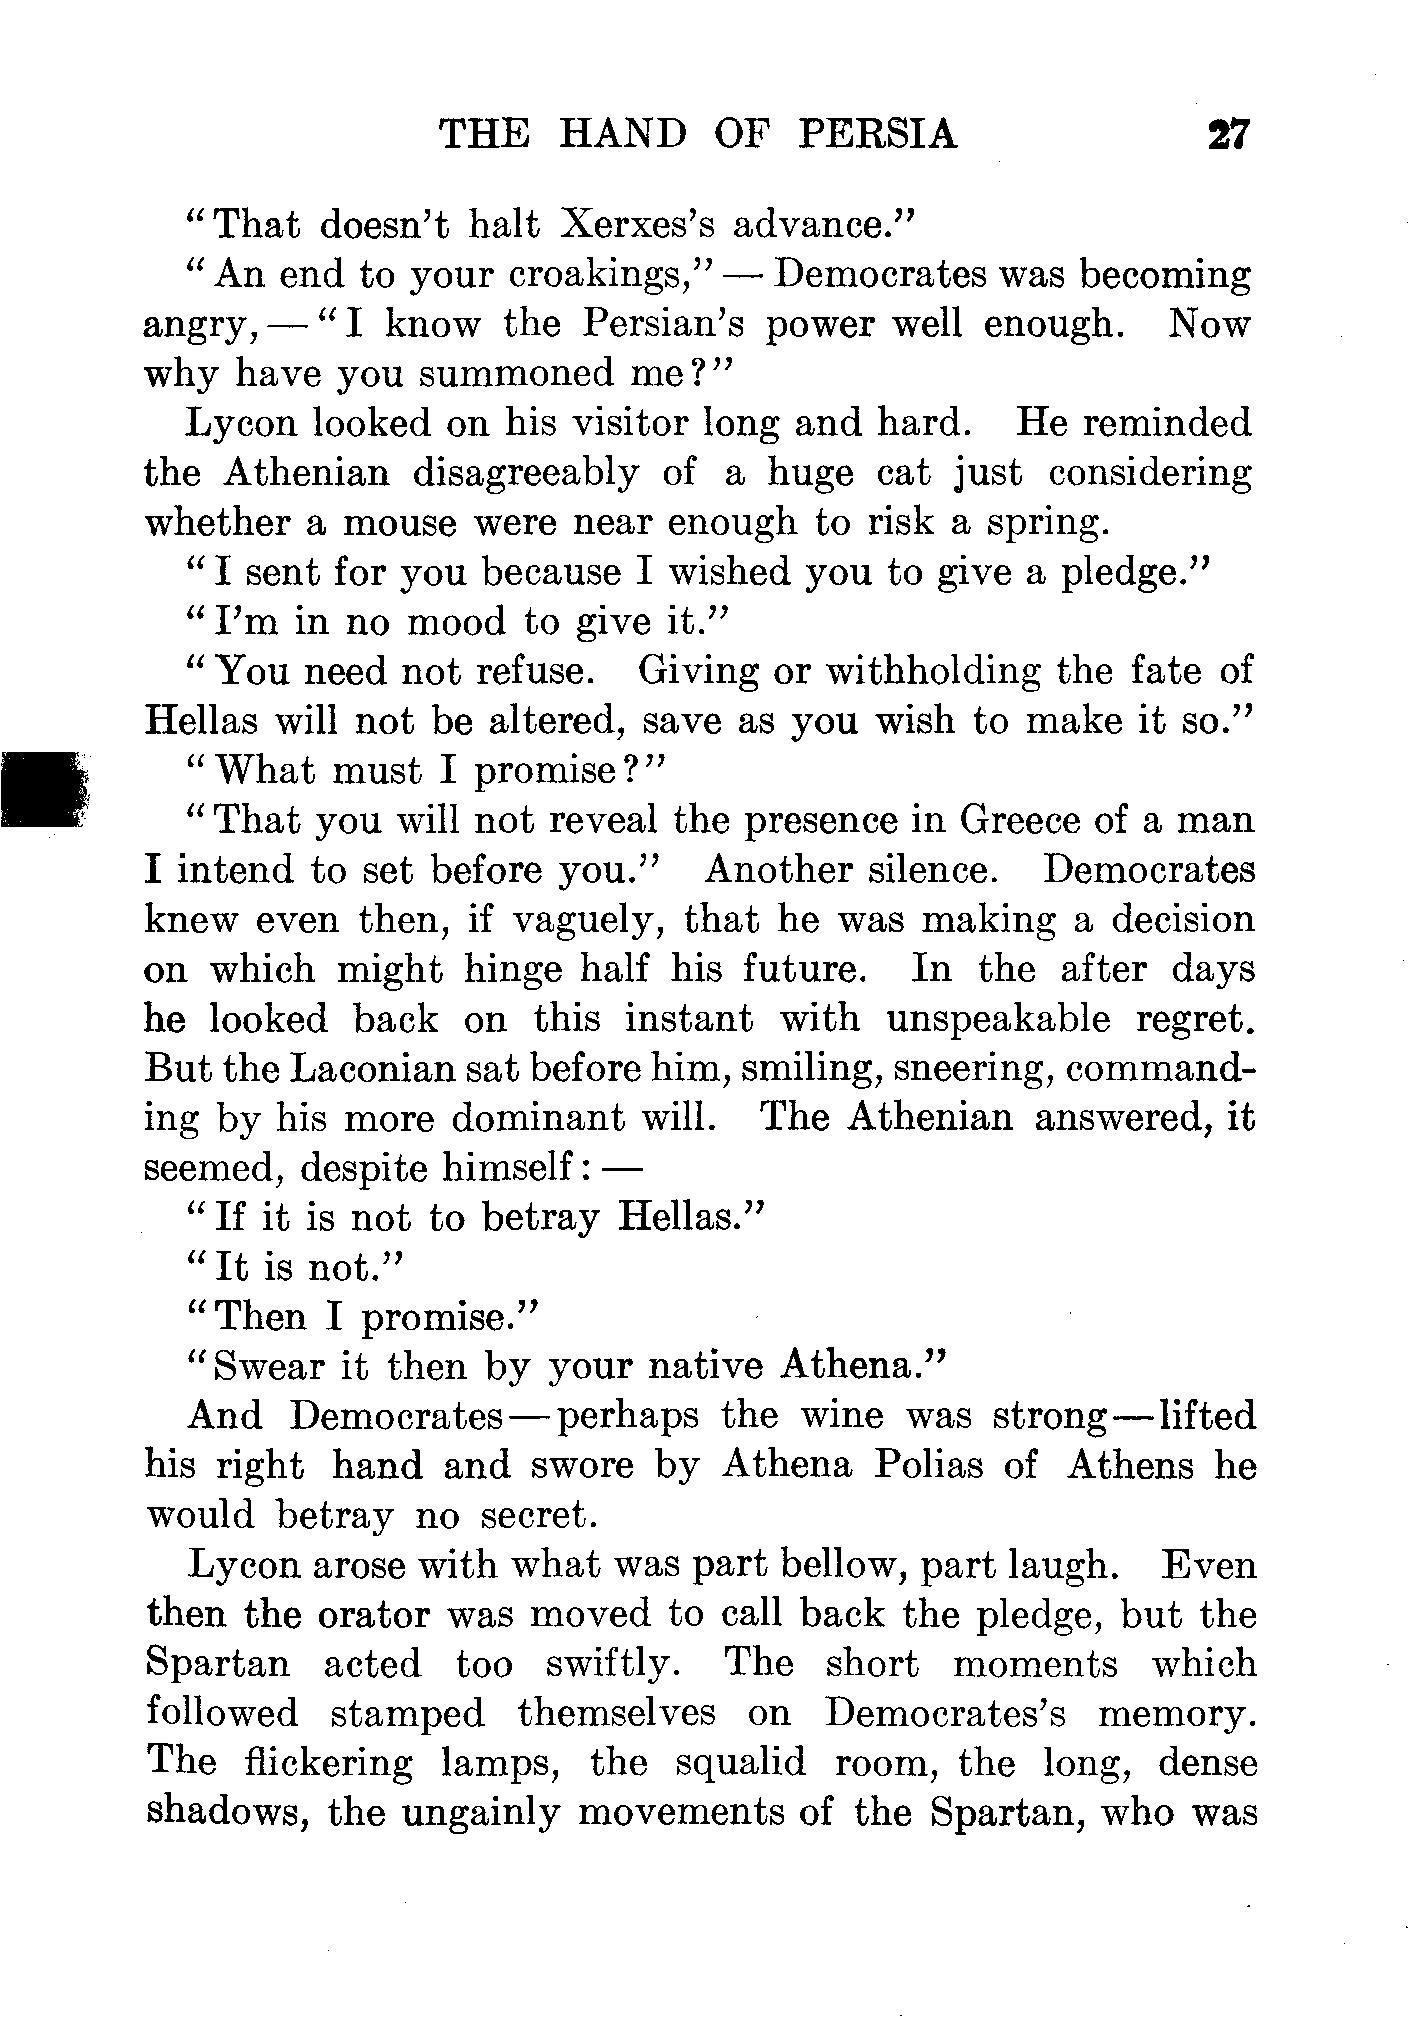 THE HAND OF PERSIA 27
"That doesn't halt Xerxes's advance."
"An end to your croakings," — Democrates was becoming
angry, — "I know the Persian's power well enough. Now
why have you summoned me?"
Lycon looked on his visitor long and hard. He reminded
the Athenian disagreeably of a huge cat just considering
whether a mouse were near enough to risk a spring.
"I sent for you because I wished you to give a pledge."
"I'm in no mood to give it."
"You need not refuse. Giving or withholding the fate of
Hellas will not be altered, save as you wish to make it so."
"What must I promise?"
"That you will not reveal the presence in Greece of a man
I intend to set before you." Another silence. Democrates
knew even then, if vaguely, that he was making a decision
on which might hinge half his future. In the after days
he looked back on this instant with unspeakable regret.
But the Laconian sat before him, smiling, sneering, command-
ing by his more dominant will. The Athenian answered, it
seemed, despite himself: —
"If it is not to betray Hellas."
"It is not."
"Then I promise."
"Swear it then by your native Athena."
And Democrates—perhaps the wine was strong—lifted
his right hand and swore by Athena Polias of Athens he
would betray no secret.
Lycon arose with what was part bellow, part laugh. Even
then the orator was moved to call back the pledge, but the
Spartan acted too swiftly. The short moments which
followed stamped themselves on Democrates's memory.
The flickering lamps, the squalid room, the long, dense
shadows, the ungainly movements of the Spartan, who was